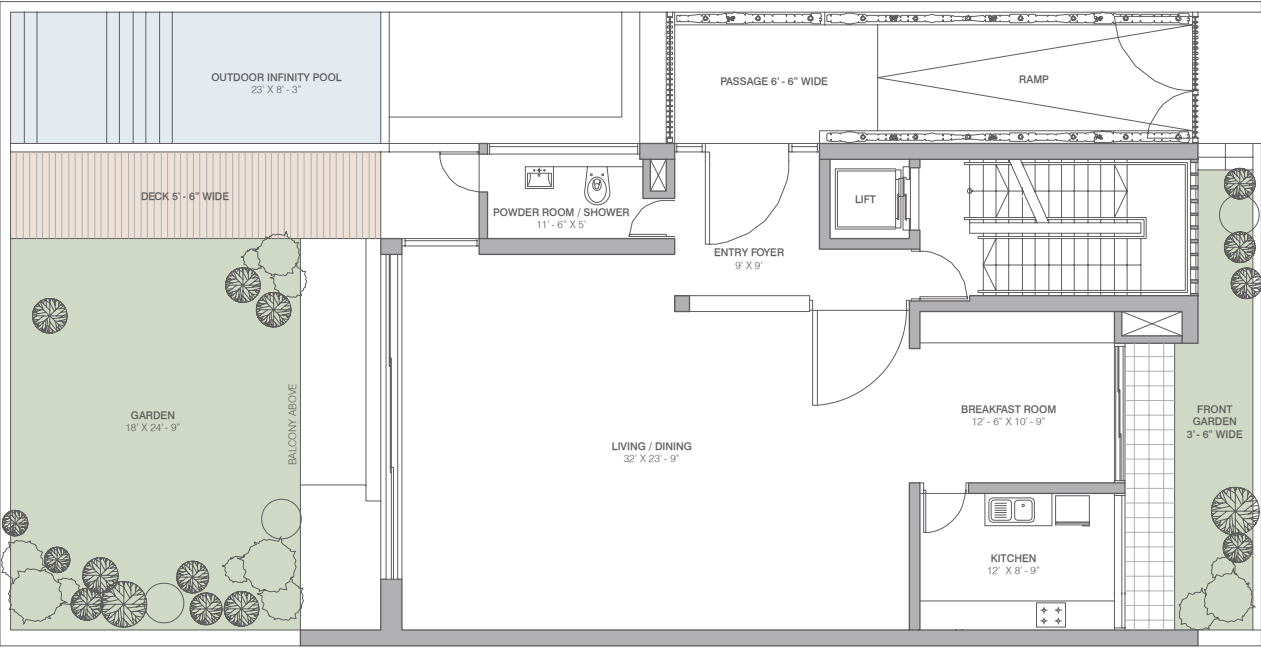 OUTDOOR INFINITY POOL
23' X 8' - 3"
PASSAGE 6' - 6" WIDE
RAMP
DECK 5' - 6" WIDE
POWDER ROOM / SHOWER
11' - 6" X 5'
LIFT
ENTRY FOYER
9' X 9'
GARDEN
18' X 24' - 9"
BALCONY ABOVE
LIVING / DINING
32' X 23' - 9"
BREAKFAST ROOM
12' - 6" X 10' - 9"
FRONT
GARDEN
3' - 6" WIDE
KITCHEN
12' X 8' - 9"